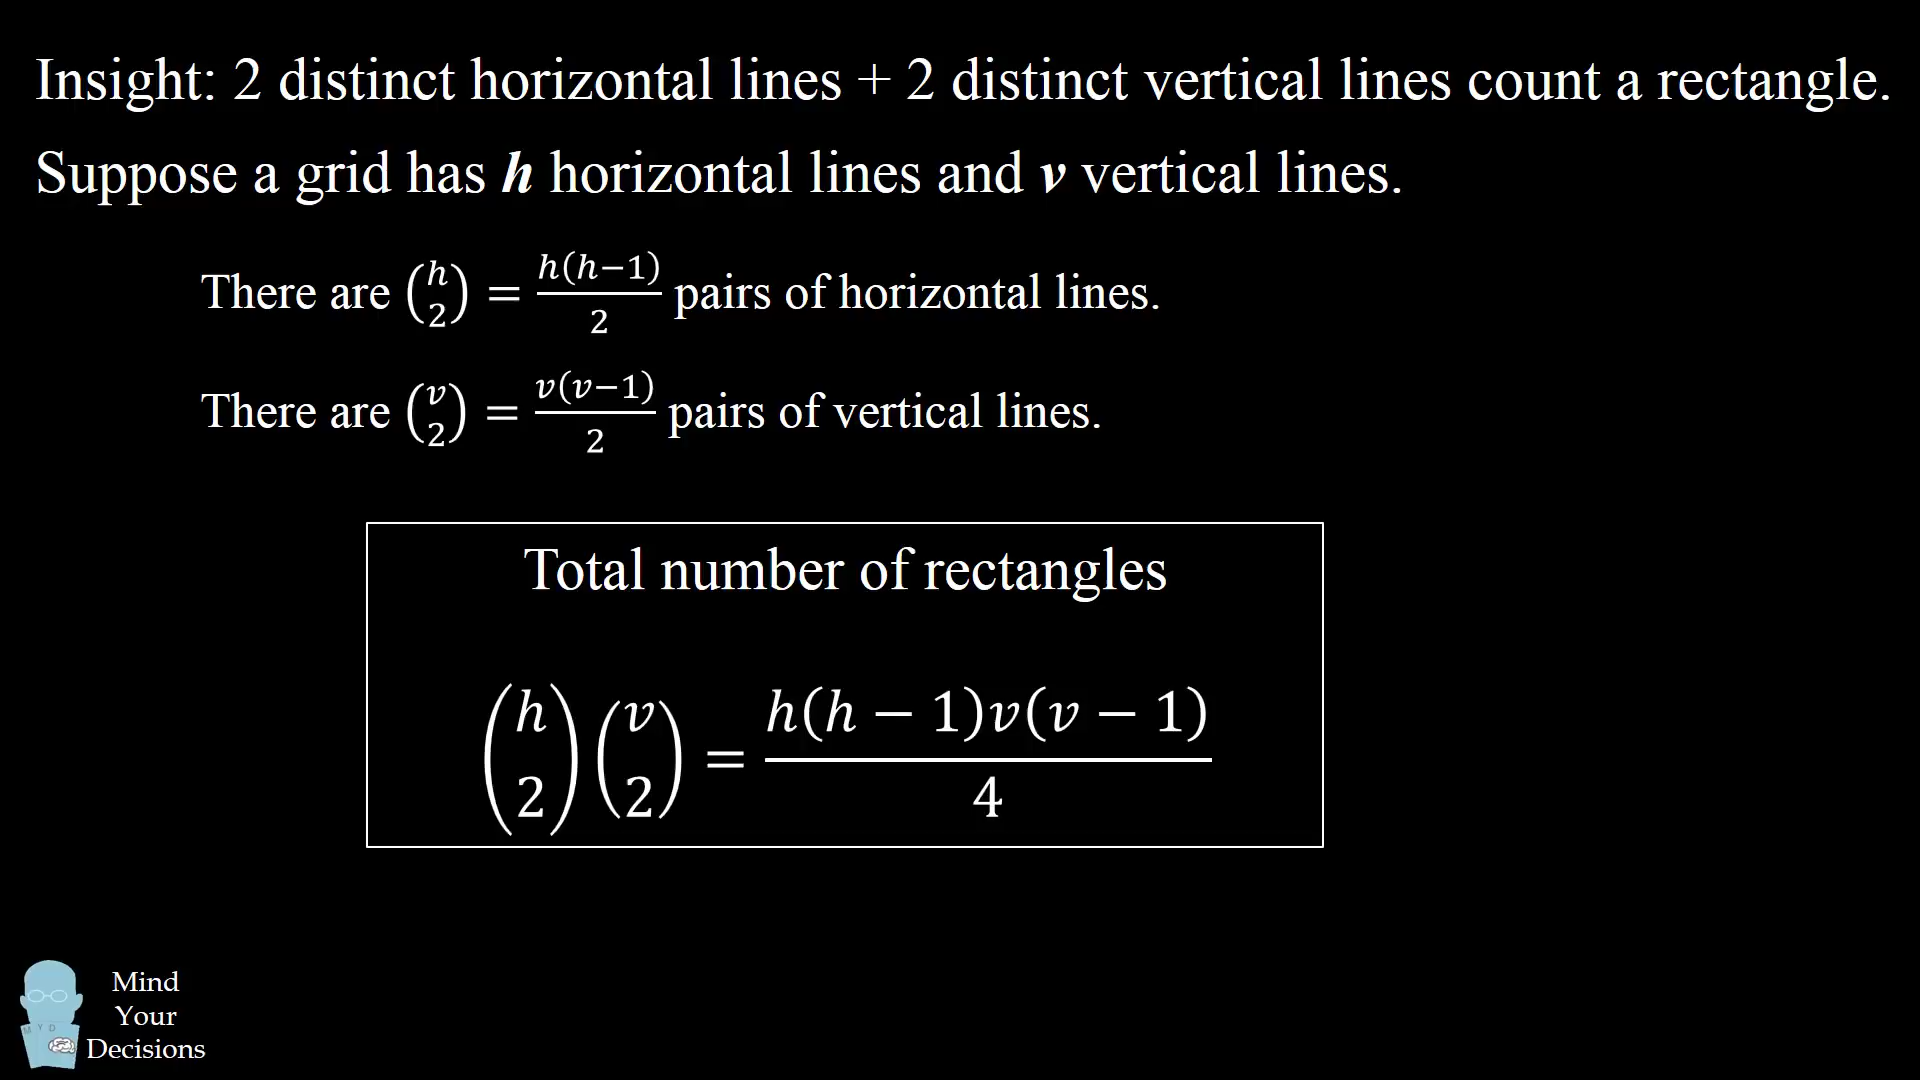 Insight: 2 distinct horizontal lines + 2 distinct vertical lines count a rectangle.
Suppose a grid has h horizontal lines and v vertical lines.
There are (h 2) = h(h−1)/2 pairs of horizontal lines.
There are (v 2) = v(v−1)/2 pairs of vertical lines.
Total number of rectangles
(h 2)(v 2) = h(h − 1)v(v − 1)/4
M Y D
Mind
Your
Decisions